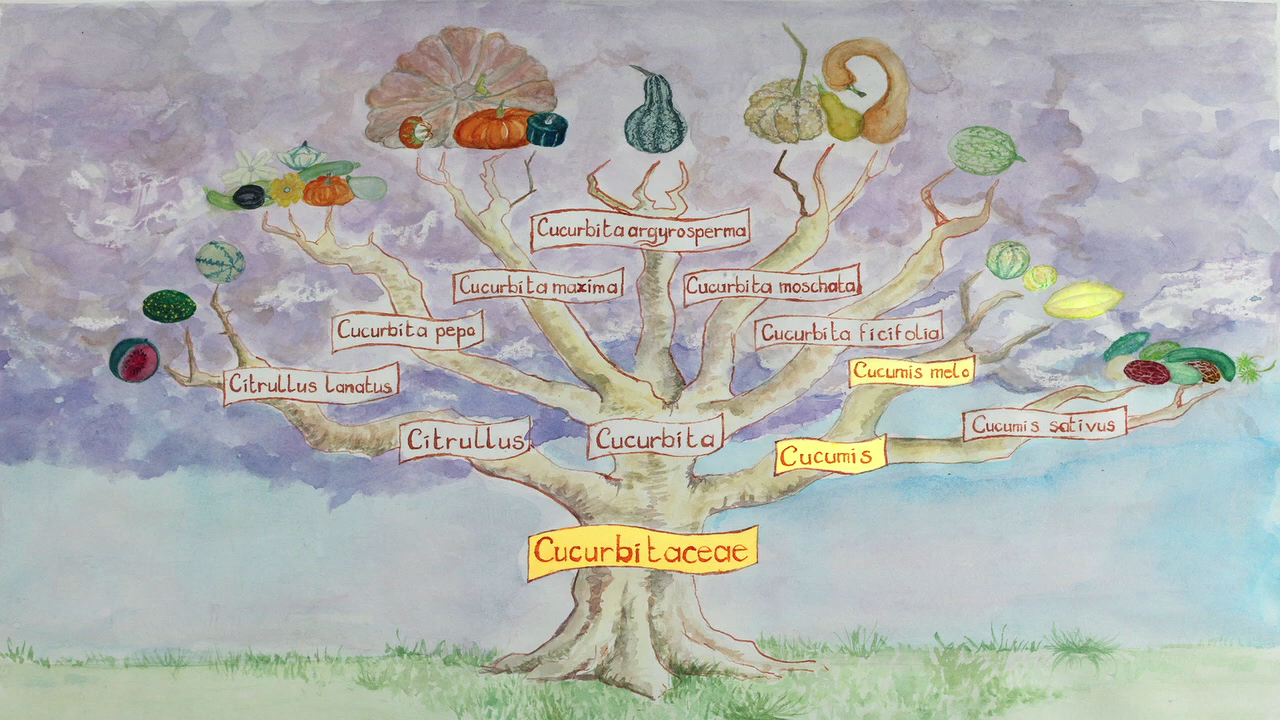 Cucurbita argyrosperma
Cucurbita maxima
Cucurbita moschata
Cucurbita pepo
Cucurbita ficifolia
Citrullus lanatus
Cucumis melo
Cucumis sativus
Citrullus
Cucurbita
Cucumis
Cucurbitaceae